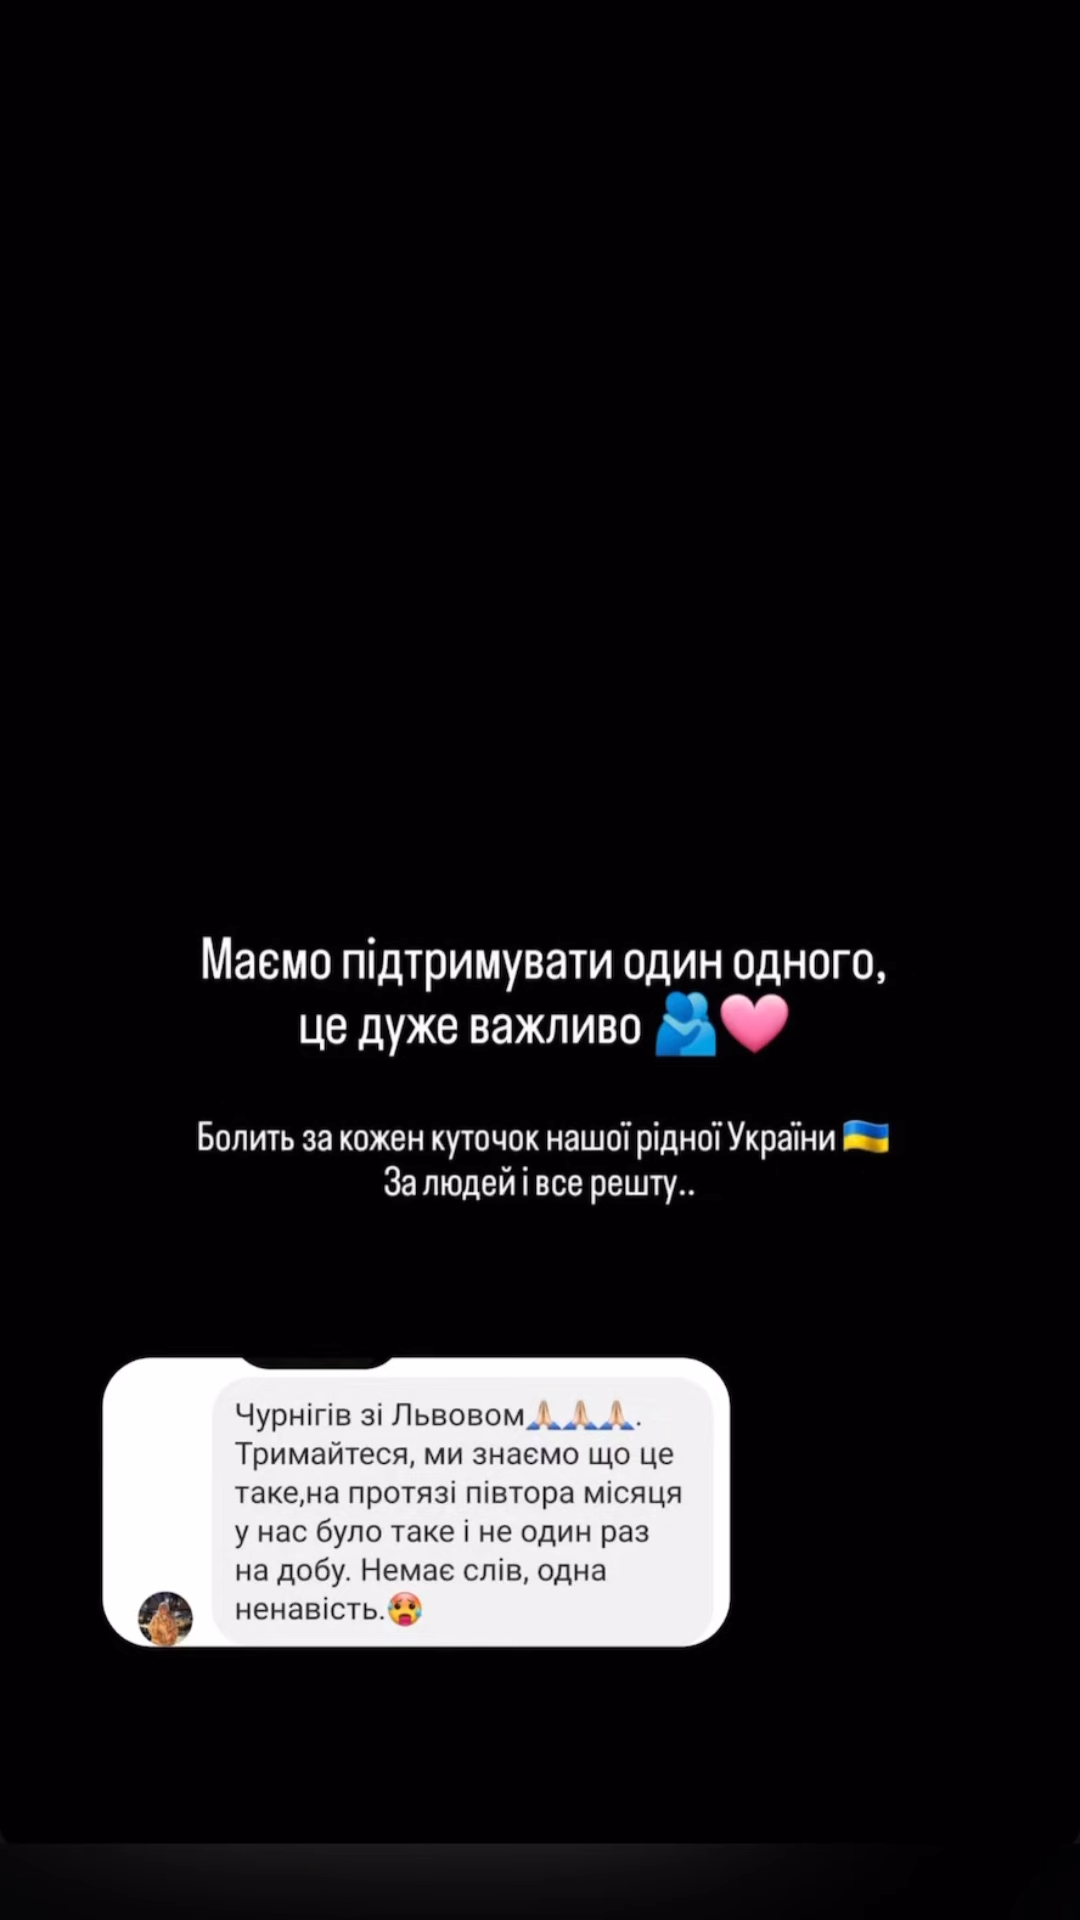 Маємо підтримувати один одного,
це дуже важливо 🫂🩷
Болить за кожен куточок нашої рідної України 🇺🇦
За людей і все решту..
Чурнігів зі Львовом🙏🏻🙏🏻🙏🏻.
Тримайтеся, ми знаємо що це
таке,на протязі півтора місяця
у нас було таке і не один раз
на добу. Немає слів, одна
ненавість.🥵